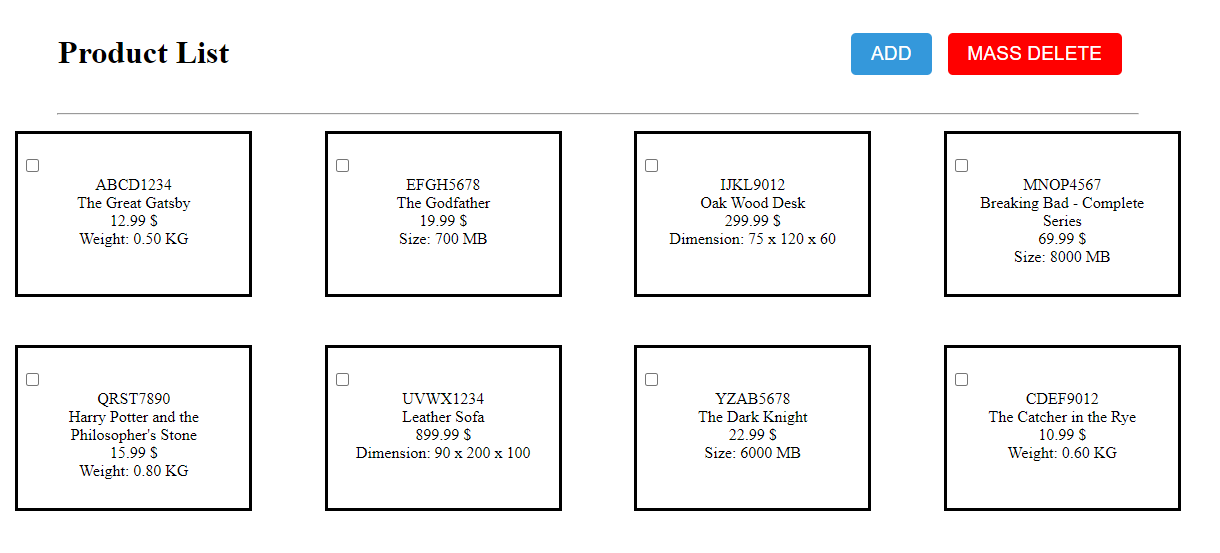 Product List
ADD
MASS DELETE
ABCD1234
The Great Gatsby
12.99 $
Weight: 0.50 KG
EFGH5678
The Godfather
19.99 $
Size: 700 MB
IJKL9012
Oak Wood Desk
299.99 $
Dimension: 75 x 120 x 60
MNOP4567
Breaking Bad - Complete
Series
69.99 $
Size: 8000 MB
QRST7890
Harry Potter and the
Philosopher's Stone
15.99 $
Weight: 0.80 KG
UVWX1234
Leather Sofa
899.99 $
Dimension: 90 x 200 x 100
YZAB5678
The Dark Knight
22.99 $
Size: 6000 MB
CDEF9012
The Catcher in the Rye
10.99 $
Weight: 0.60 KG